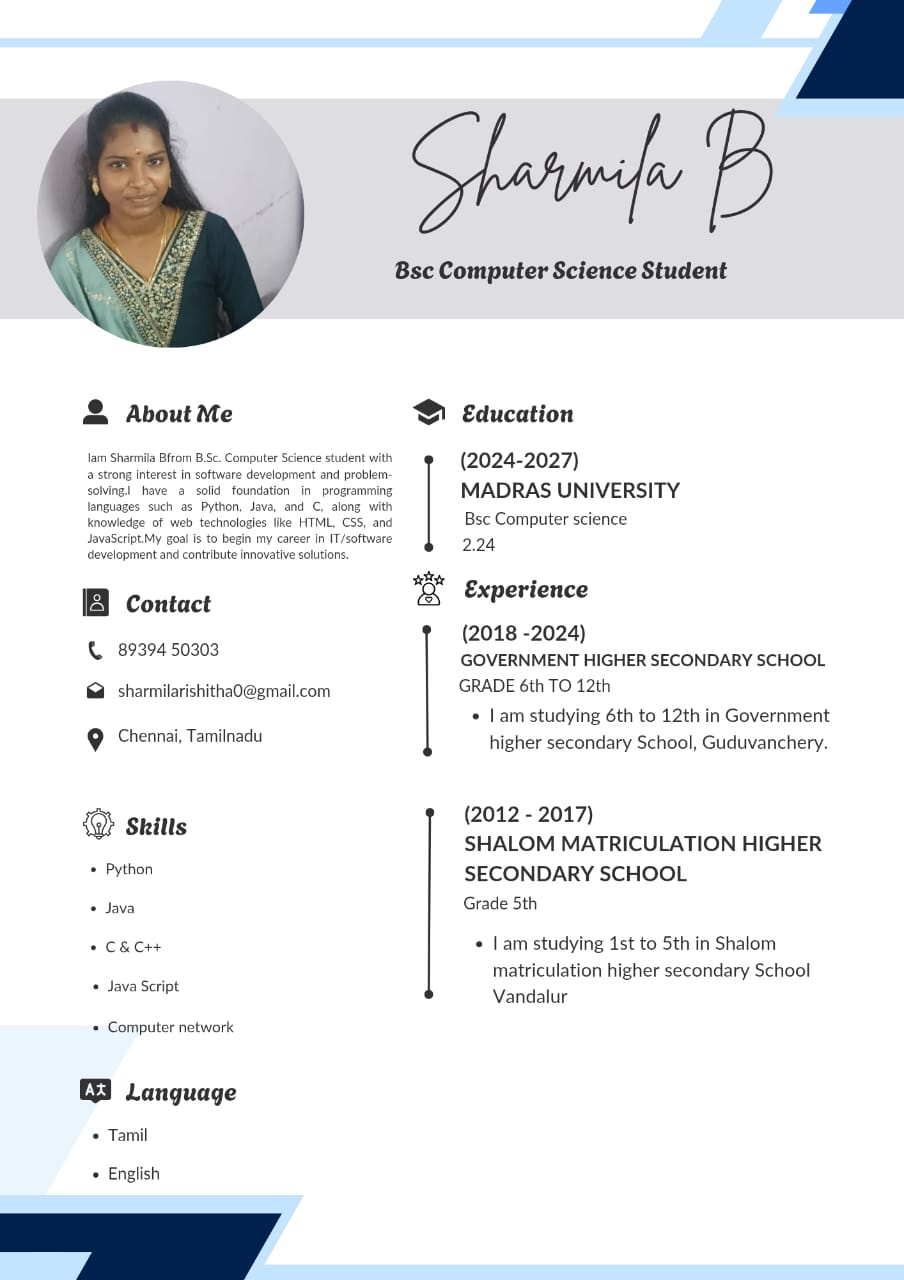 Sharmila B
Bsc Computer Science Student
About Me
Iam Sharmila Bfrom B.Sc. Computer Science student with
a strong interest in software development and problem-
solving.I have a solid foundation in programming
languages such as Python, Java, and C, along with
knowledge of web technologies like HTML, CSS, and
JavaScript.My goal is to begin my career in IT/software
development and contribute innovative solutions.
Contact
89394 50303
sharmilarishitha0@gmail.com
Chennai, Tamilnadu
Skills
• Python
• Java
• C & C++
• Java Script
• Computer network
Language
• Tamil
• English
Education
(2024-2027)
MADRAS UNIVERSITY
Bsc Computer science
2.24
Experience
(2018 -2024)
GOVERNMENT HIGHER SECONDARY SCHOOL
GRADE 6th TO 12th
• I am studying 6th to 12th in Government
higher secondary School, Guduvanchery.
(2012 - 2017)
SHALOM MATRICULATION HIGHER
SECONDARY SCHOOL
Grade 5th
• I am studying 1st to 5th in Shalom
matriculation higher secondary School
Vandalur